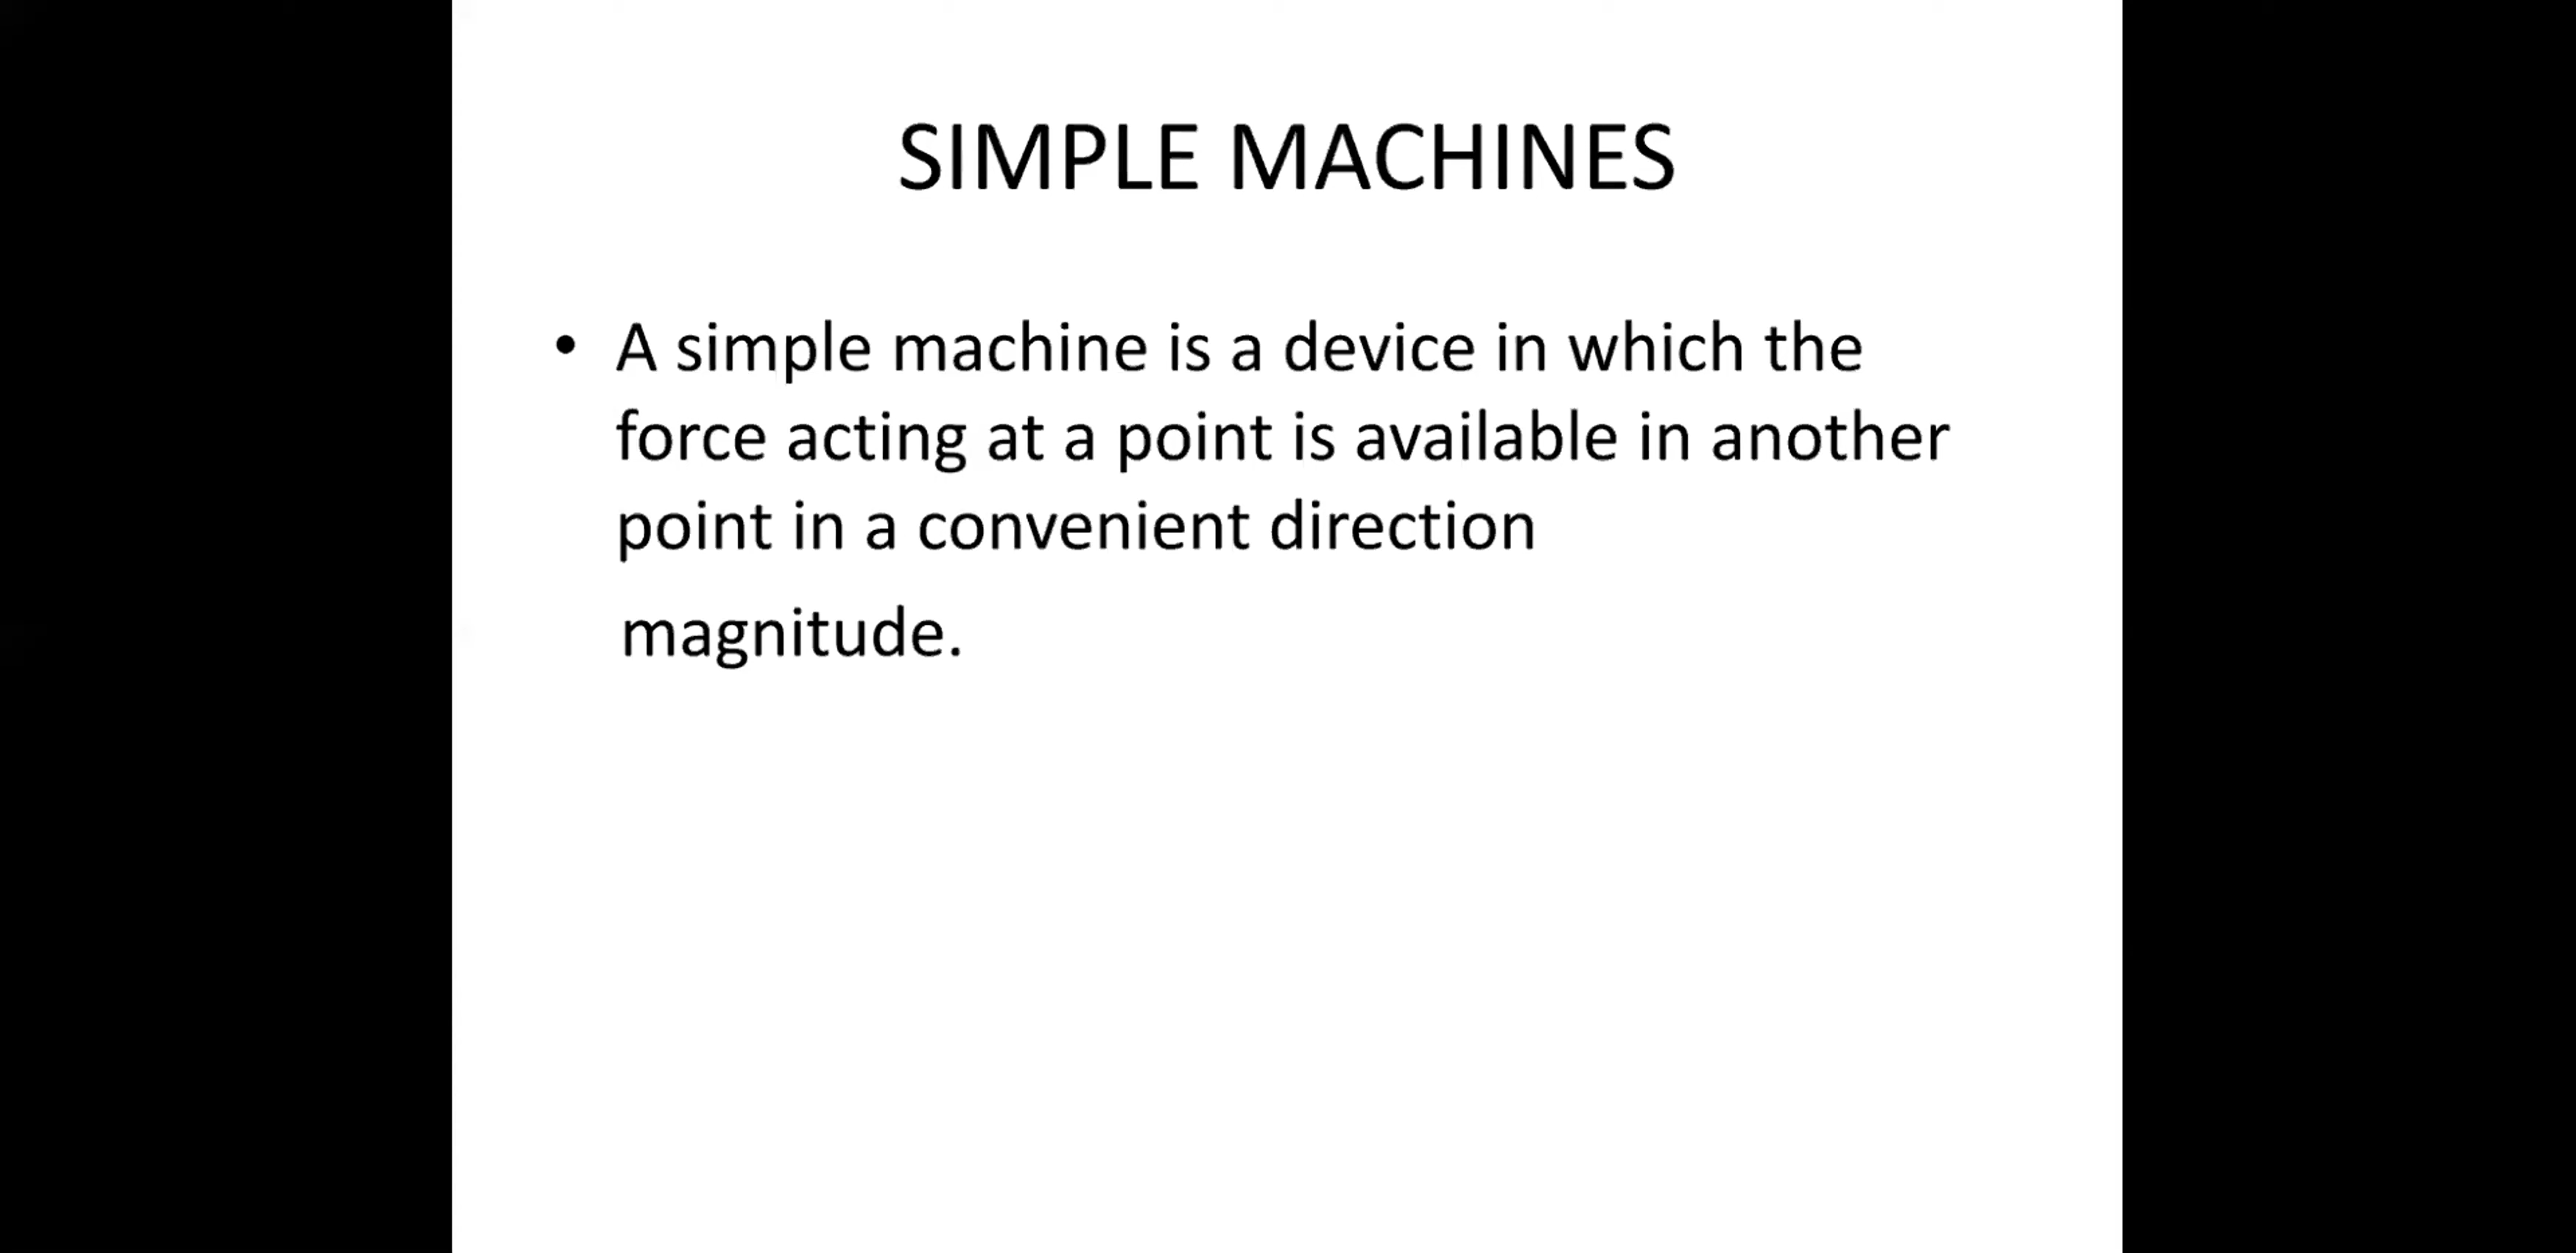 SIMPLE MACHINES
• A simple machine is a device in which the
force acting at a point is available in another
point in a convenient direction
magnitude.